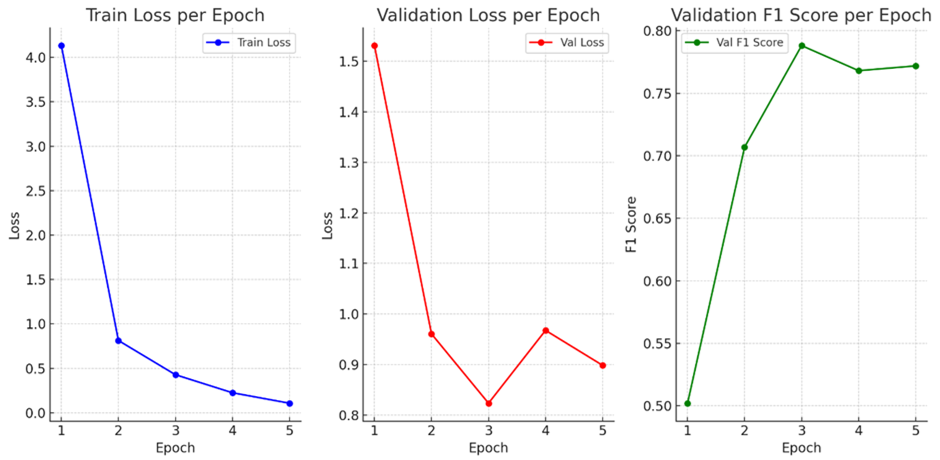 Train Loss per Epoch
Train Loss
4.0
3.5
3.0
2.5
2.0
1.5
1.0
0.5
0.0
Loss
1 2 3 4 5
Epoch
Validation Loss per Epoch
Val Loss
1.5
1.4
1.3
1.2
1.1
1.0
0.9
0.8
Loss
1 2 3 4 5
Epoch
Validation F1 Score per Epoch
Val F1 Score
0.80
0.75
0.70
0.65
0.60
0.55
0.50
F1 Score
1 2 3 4 5
Epoch